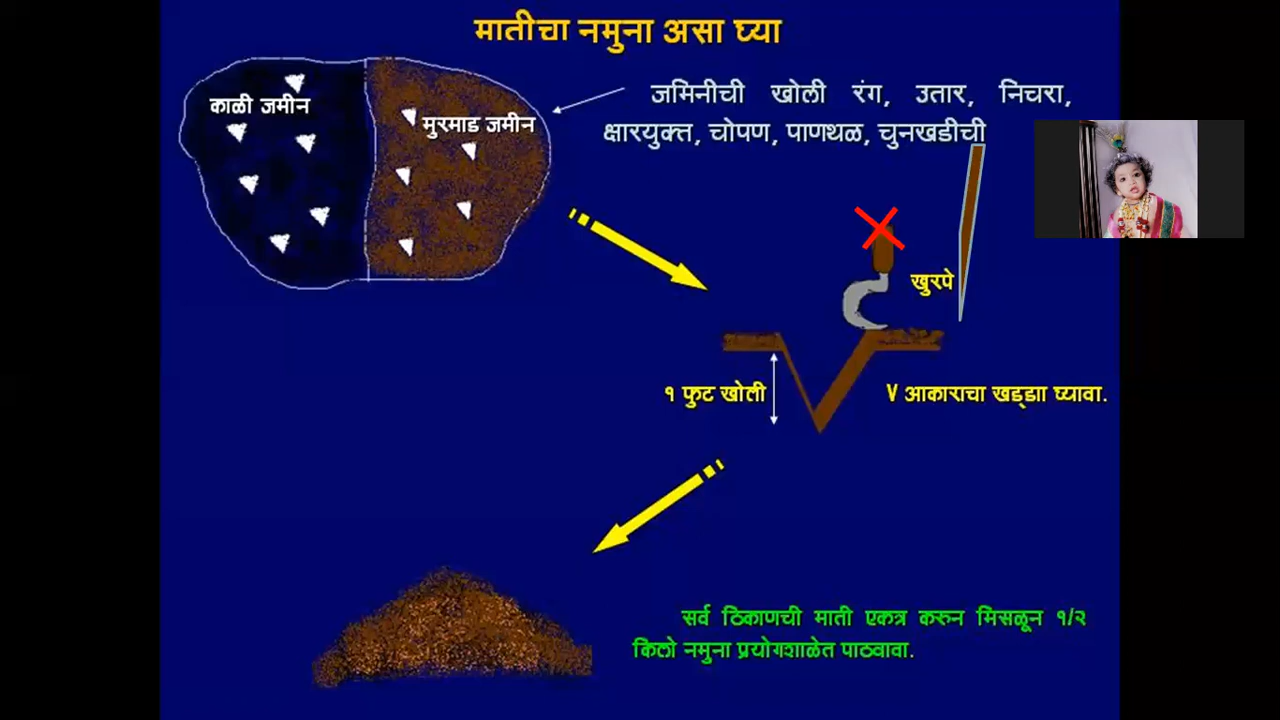 मातीचा नमुना असा घ्या
काळी जमीन
मुरमाड जमीन
जमिनीची खोली रंग, उतार, निचरा,
क्षारयुक्त, चोपण, पाणथळ, चुनखडीची
खुरपे
१ फुट खोली
V आकाराचा खड्डाा घ्यावा.
सर्व ठिकाणची माती एकत्र करुन मिसळून १/२
किलो नमुना प्रयोगशाळेत पाठवावा.